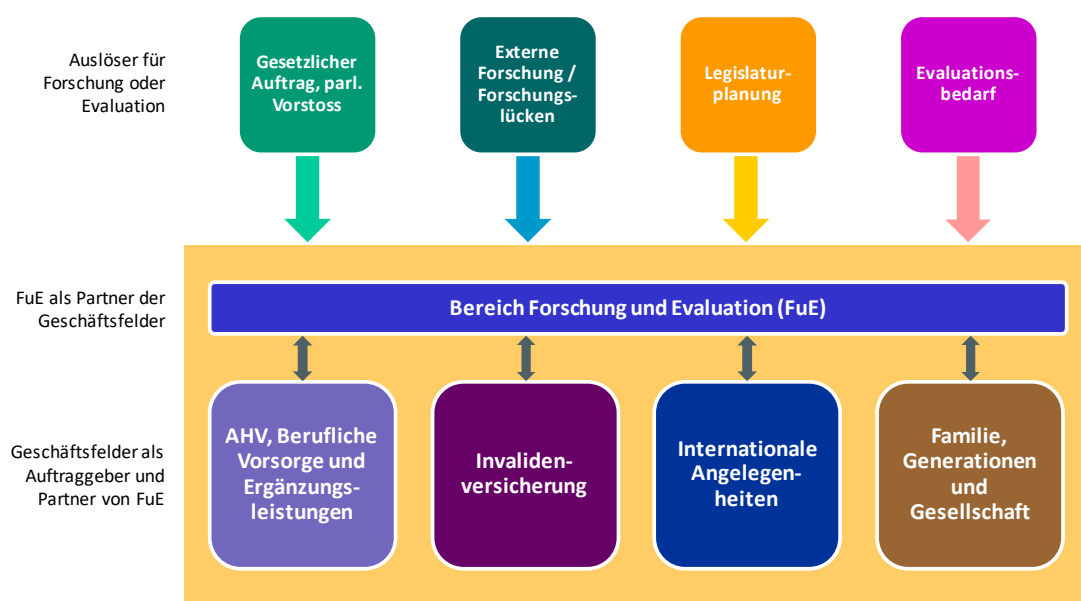 Auslöser für
Forschung oder
Evaluation
Gesetzlicher
Auftrag, parl.
Vorstoss
Externe
Forschung /
Forschungs-
lücken
Legislatur-
planung
Evaluations-
bedarf
FuE als Partner der
Geschäftsfelder
Bereich Forschung und Evaluation (FuE)
Geschäftsfelder als
Auftraggeber und
Partner von FuE
AHV, Berufliche
Vorsorge und
Ergänzungs-
leistungen
Invaliden-
versicherung
Internationale
Angelegen-
heiten
Familie,
Generationen
und
Gesellschaft